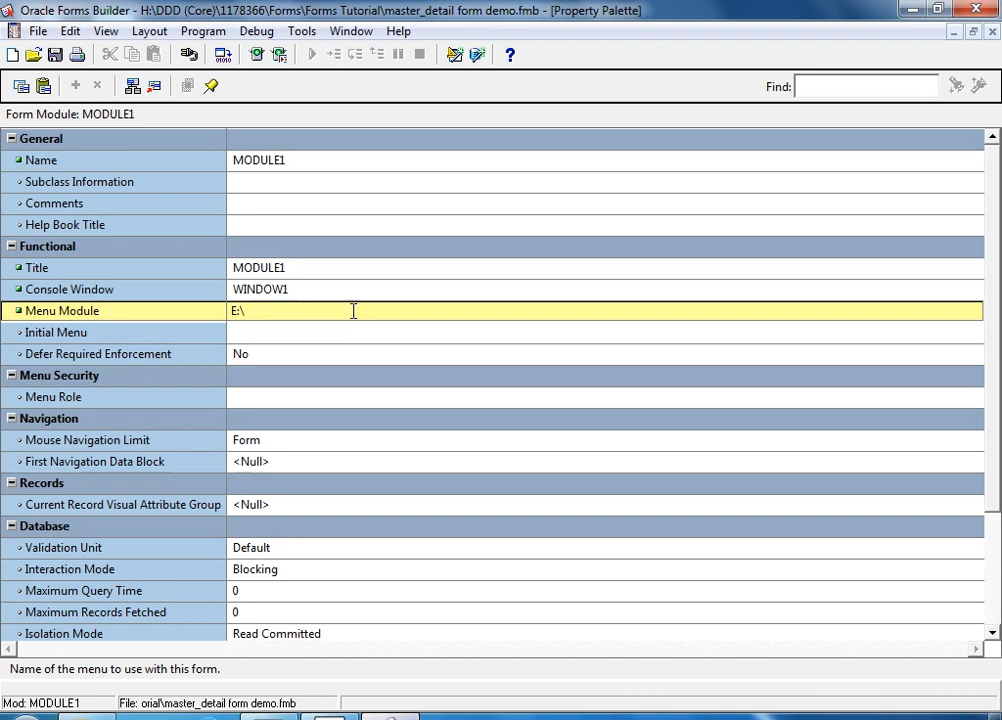 Oracle Forms Builder - H:\DDD (Core)\1178366\Forms\Forms Tutorial\master_detail form demo.fmb - [Property Palette]
File Edit View Layout Program Debug Tools Window Help
Find:
Form Module: MODULE1
General
Name MODULE1
Subclass Information
Comments
Help Book Title
Functional
Title MODULE1
Console Window WINDOW1
Menu Module E:\
Initial Menu
Defer Required Enforcement No
Menu Security
Menu Role
Navigation
Mouse Navigation Limit Form
First Navigation Data Block <Null>
Records
Current Record Visual Attribute Group <Null>
Database
Validation Unit Default
Interaction Mode Blocking
Maximum Query Time 0
Maximum Records Fetched 0
Isolation Mode Read Committed
Name of the menu to use with this form.
Mod: MODULE1 File: orial\master_detail form demo.fmb